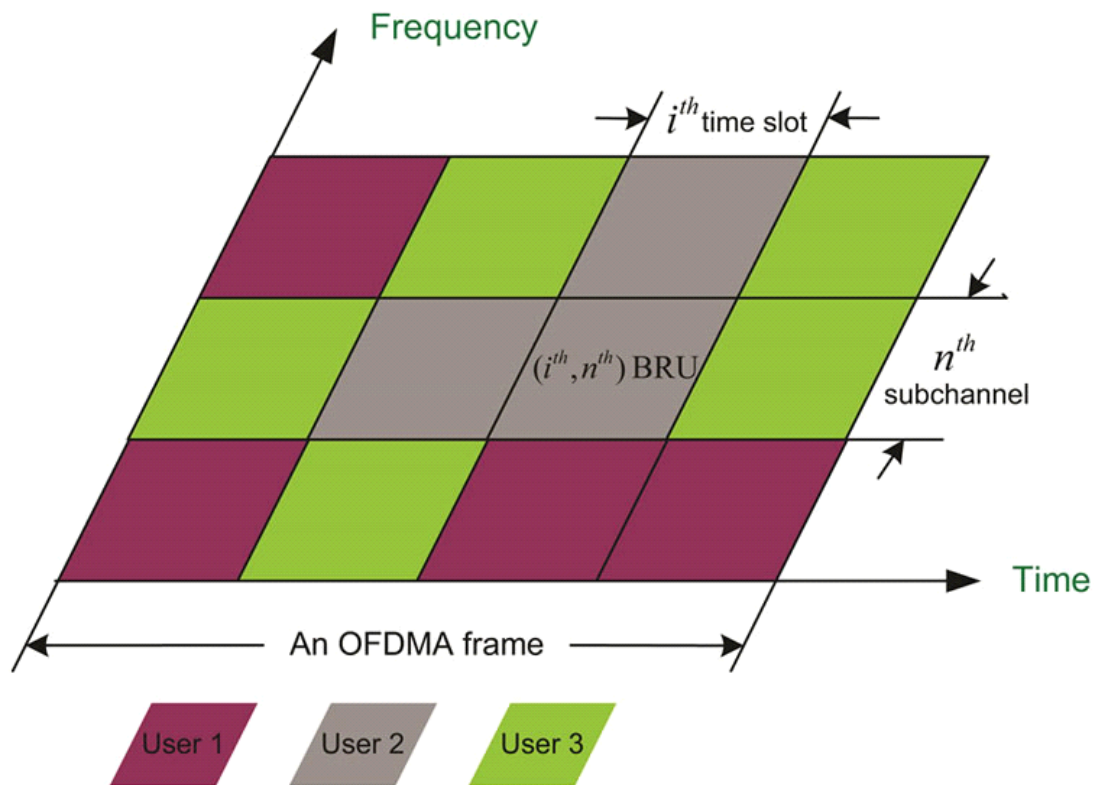 Frequency
i^{th} time slot
(i^{th}, n^{th}) BRU
n^{th}
subchannel
Time
An OFDMA frame
User 1
User 2
User 3